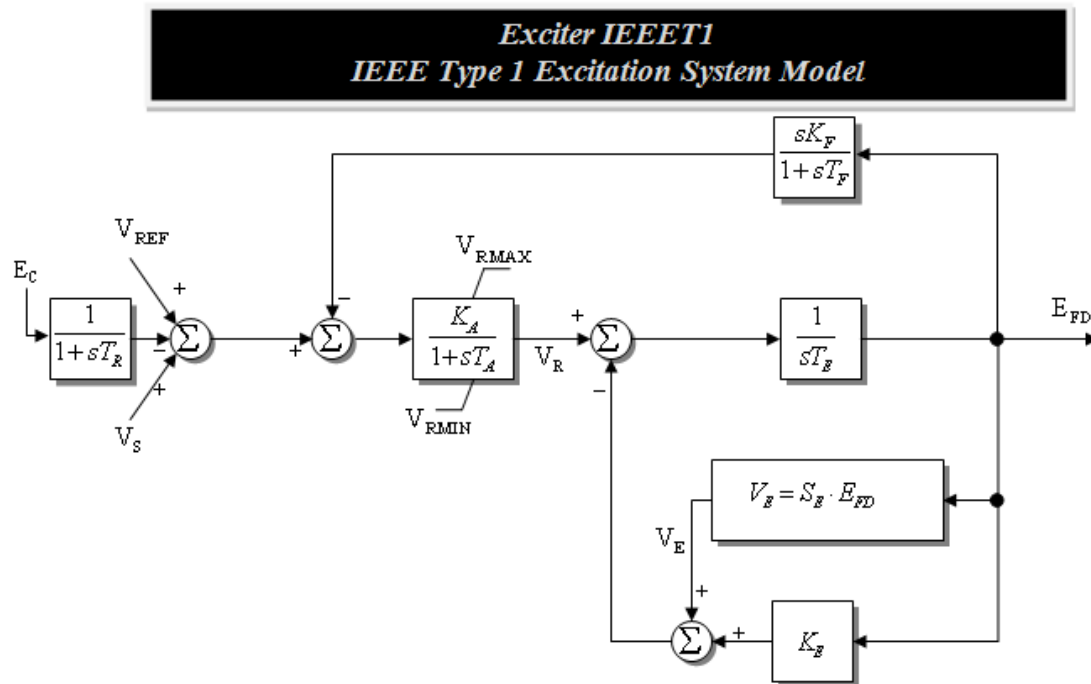 Exciter IEEET1
IEEE Type 1 Excitation System Model
sK_F
1+sT_F
V_REF
V_RMAX
E_C
+
−
1
1+sT_R
−
Σ
+
Σ
K_A
1+sT_A
+
V_R
Σ
−
1
sT_E
E_FD
+
V_S
V_RMIN
V_E = S_E · E_FD
V_E
+
Σ
+
K_E